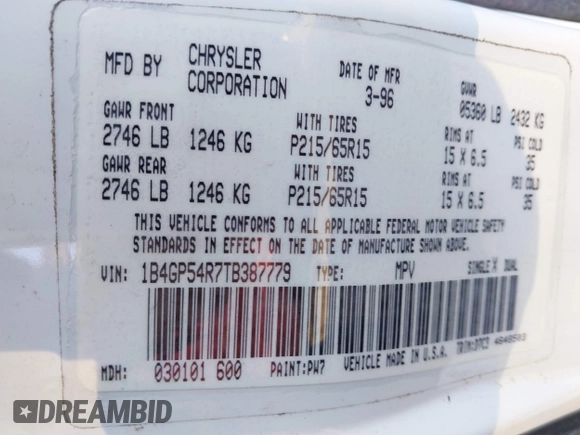 MFD BY CHRYSLER CORPORATION DATE OF MFR 3-96 GVWR 05360 LB 2432 KG
GAWR FRONT WITH TIRES RIMS AT PSI COLD
2746 LB 1246 KG P215/65R15 15 X 6.5 35
GAWR REAR WITH TIRES RIMS AT PSI COLD
2746 LB 1246 KG P215/65R15 15 X 6.5 35
THIS VEHICLE CONFORMS TO ALL APPLICABLE FEDERAL MOTOR VEHICLE SAFETY
STANDARDS IN EFFECT ON THE DATE OF MANUFACTURE SHOWN ABOVE.
VIN: 1B4GP54R7TB387779 TYPE: MPV SINGLE X DUAL
MDH: 030101 600 PAINT:PW7 VEHICLE MADE IN U.S.A.
DREAMBID